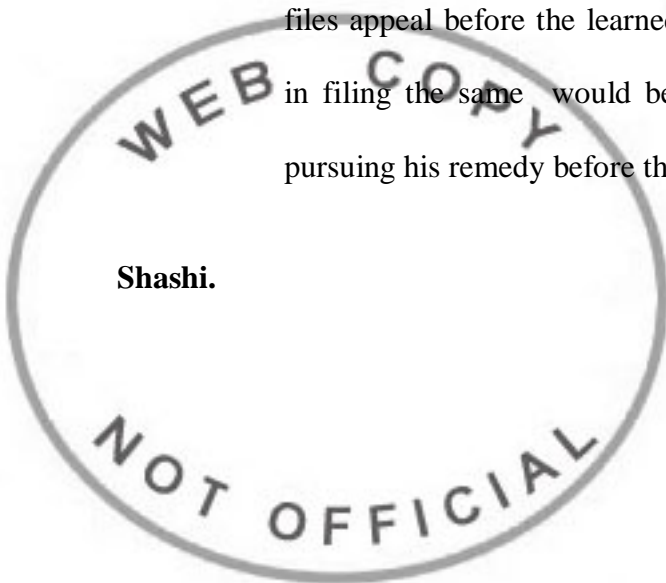 files appeal before the learned
WEB COPY
in filing the same would be
pursuing his remedy before
Shashi.
NOT OFFICIAL